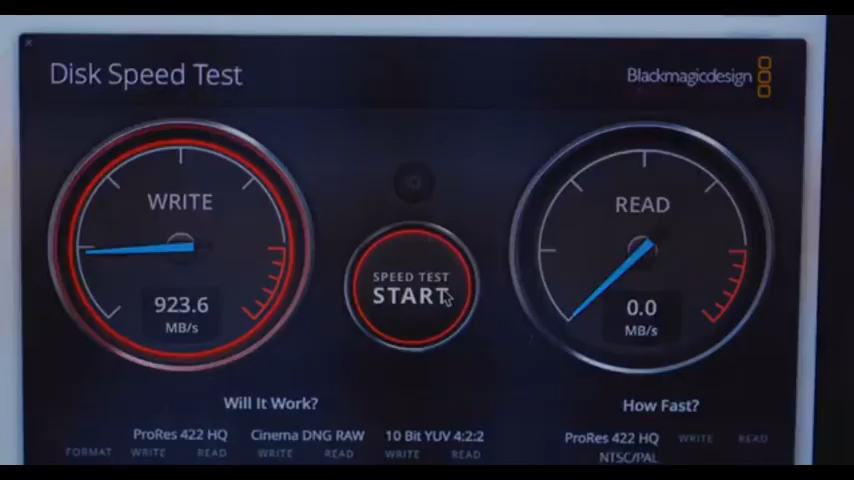 Disk Speed Test
Blackmagicdesign
WRITE
923.6
MB/s
SPEED TEST
START
READ
0.0
MB/s
Will It Work?
ProRes 422 HQ Cinema DNG RAW 10 Bit YUV 4:2:2
FORMAT WRITE READ WRITE READ WRITE READ
How Fast?
ProRes 422 HQ WRITE READ
NTSC/PAL